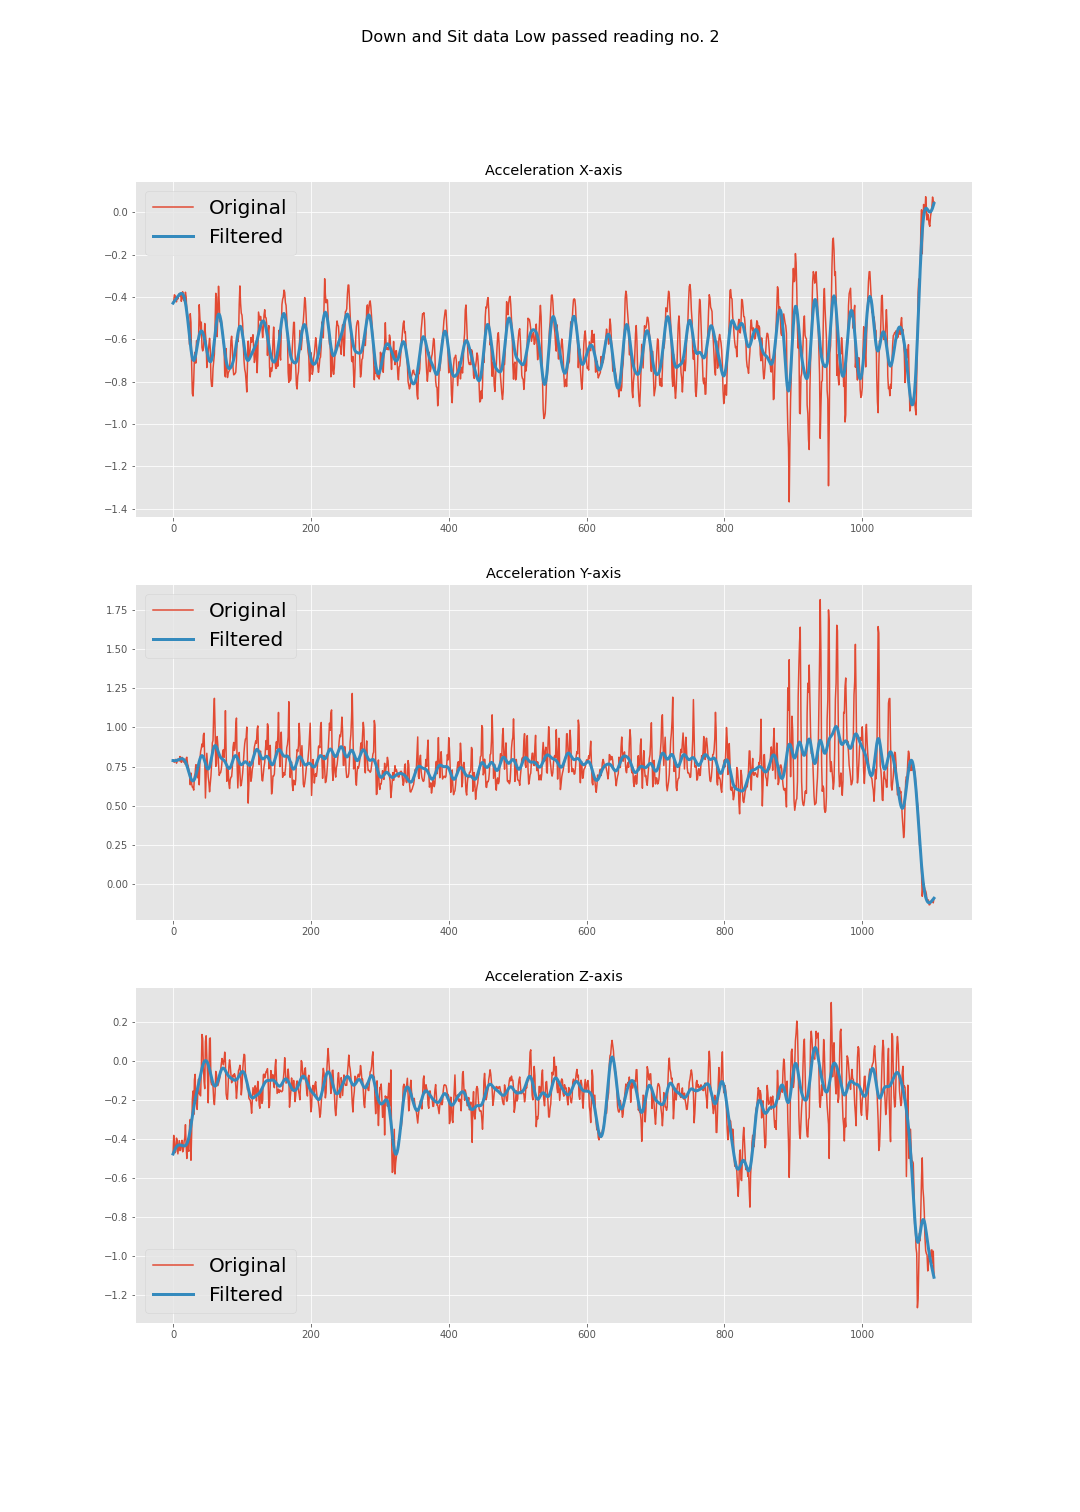 Down and Sit data Low passed reading no. 2
Acceleration X-axis
Original
Filtered
0.0
−0.2
−0.4
−0.6
−0.8
−1.0
−1.2
−1.4
0 200 400 600 800 1000
Acceleration Y-axis
Original
Filtered
1.75
1.50
1.25
1.00
0.75
0.50
0.25
0.00
0 200 400 600 800 1000
Acceleration Z-axis
0.2
0.0
−0.2
−0.4
−0.6
−0.8
−1.0
−1.2
Original
Filtered
0 200 400 600 800 1000